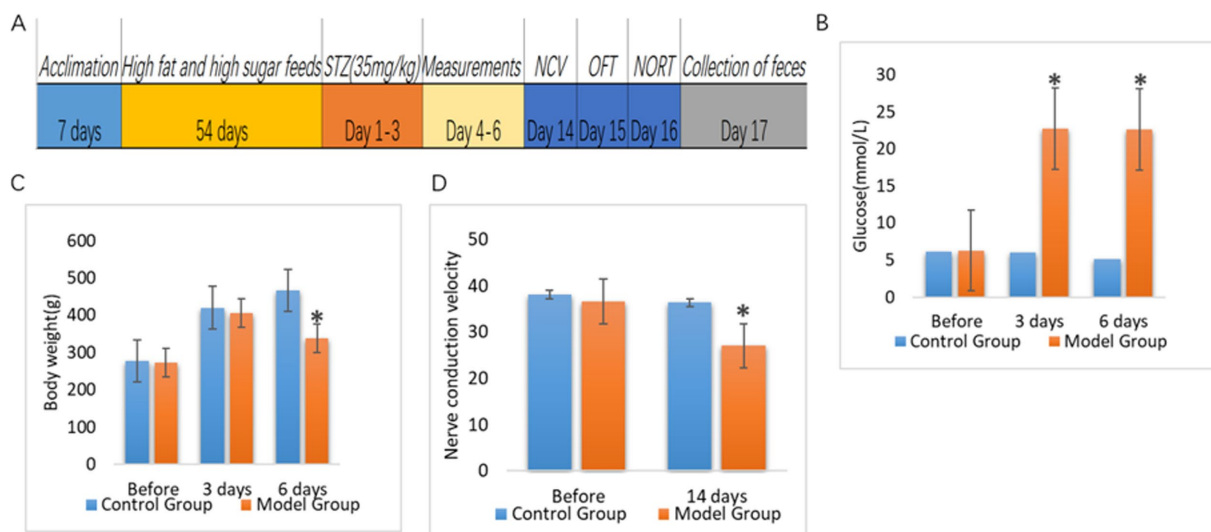 A
Acclimation High fat and high sugar feeds STZ(35mg/kg) Measurements NCV OFT NORT Collection of feces
7 days 54 days Day 1-3 Day 4-6 Day 14 Day 15 Day 16 Day 17
B
Glucose(mmol/L)
30
25
20
15
10
5
0
* *
Before 3 days 6 days
Control Group Model Group
C
Body weight(g)
600
500
400
300
200
100
0
*
Before 3 days 6 days
Control Group Model Group
D
Nerve conduction velocity
50
40
30
20
10
0
*
Before 14 days
Control Group Model Group